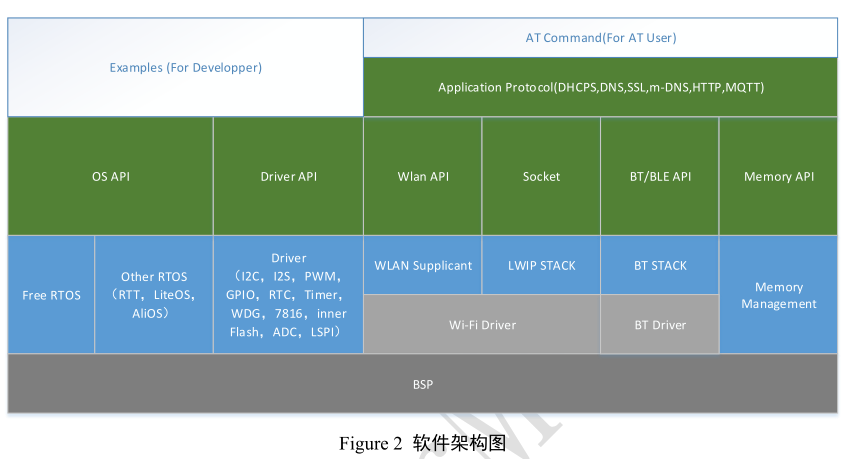 AT Command(For AT User)
Examples (For Developper)
Application Protocol(DHCPS,DNS,SSL,m-DNS,HTTP,MQTT)
OS API
Driver API
Wlan API
Socket
BT/BLE API
Memory API
Free RTOS
Other RTOS
（RTT，LiteOS，
AliOS）
Driver
（I2C，I2S，PWM，
GPIO，RTC，Timer，
WDG，7816，inner
Flash，ADC，LSPI）
WLAN Supplicant
LWIP STACK
BT STACK
Memory
Management
Wi-Fi Driver
BT Driver
BSP
Figure 2 软件架构图